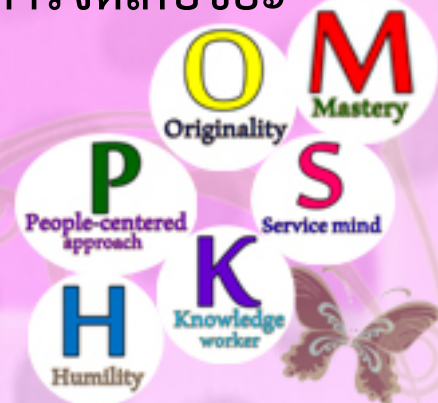 O
Originality
M
Mastery
P
People-centered
approach
S
Service mind
K
Knowledge
worker
H
Humility